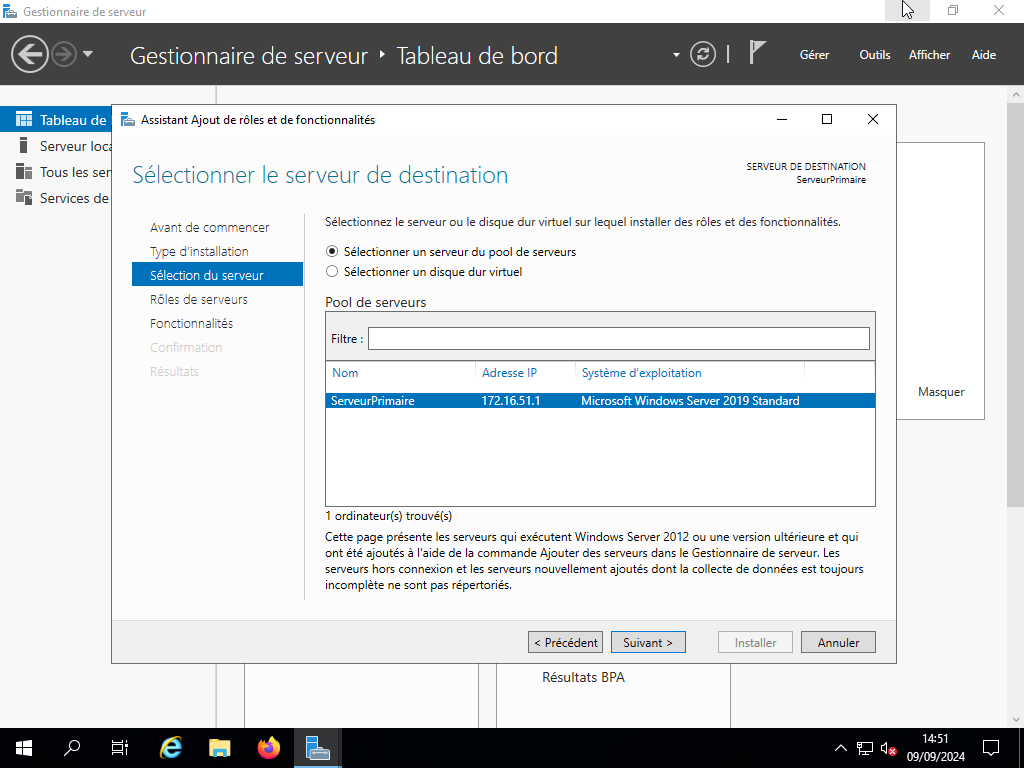 Gestionnaire de serveur
Gestionnaire de serveur
Tableau de bord
Gérer
Outils
Afficher
Aide
Tableau de
Serveur loca
Tous les ser
Services de
Assistant Ajout de rôles et de fonctionnalités
Sélectionner le serveur de destination
SERVEUR DE DESTINATION
ServeurPrimaire
Avant de commencer
Type d'installation
Sélection du serveur
Rôles de serveurs
Fonctionnalités
Confirmation
Résultats
Sélectionnez le serveur ou le disque dur virtuel sur lequel installer des rôles et des fonctionnalités.
Sélectionner un serveur du pool de serveurs
Sélectionner un disque dur virtuel
Pool de serveurs
Filtre :
Nom Adresse IP Système d'exploitation
ServeurPrimaire 172.16.51.1 Microsoft Windows Server 2019 Standard
1 ordinateur(s) trouvé(s)
Cette page présente les serveurs qui exécutent Windows Server 2012 ou une version ultérieure et qui
ont été ajoutés à l'aide de la commande Ajouter des serveurs dans le Gestionnaire de serveur. Les
serveurs hors connexion et les serveurs nouvellement ajoutés dont la collecte de données est toujours
incomplète ne sont pas répertoriés.
< Précédent
Suivant >
Installer
Annuler
Masquer
Résultats BPA
14:51
09/09/2024